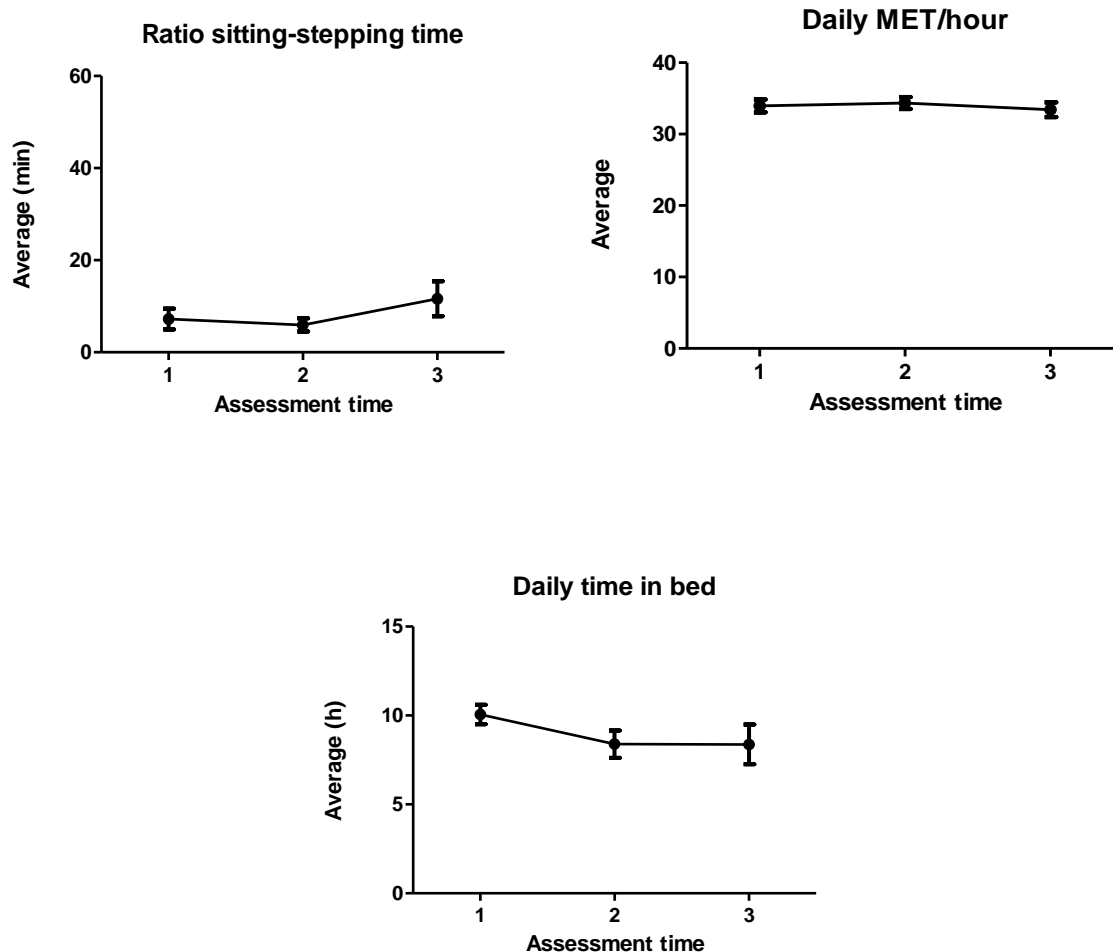 Ratio sitting-stepping time
60
40
20
0
Average (min)
1 2 3
Assessment time
Daily MET/hour
40
30
20
10
0
Average
1 2 3
Assessment time
Daily time in bed
15
10
5
0
Average (h)
1 2 3
Assessment time